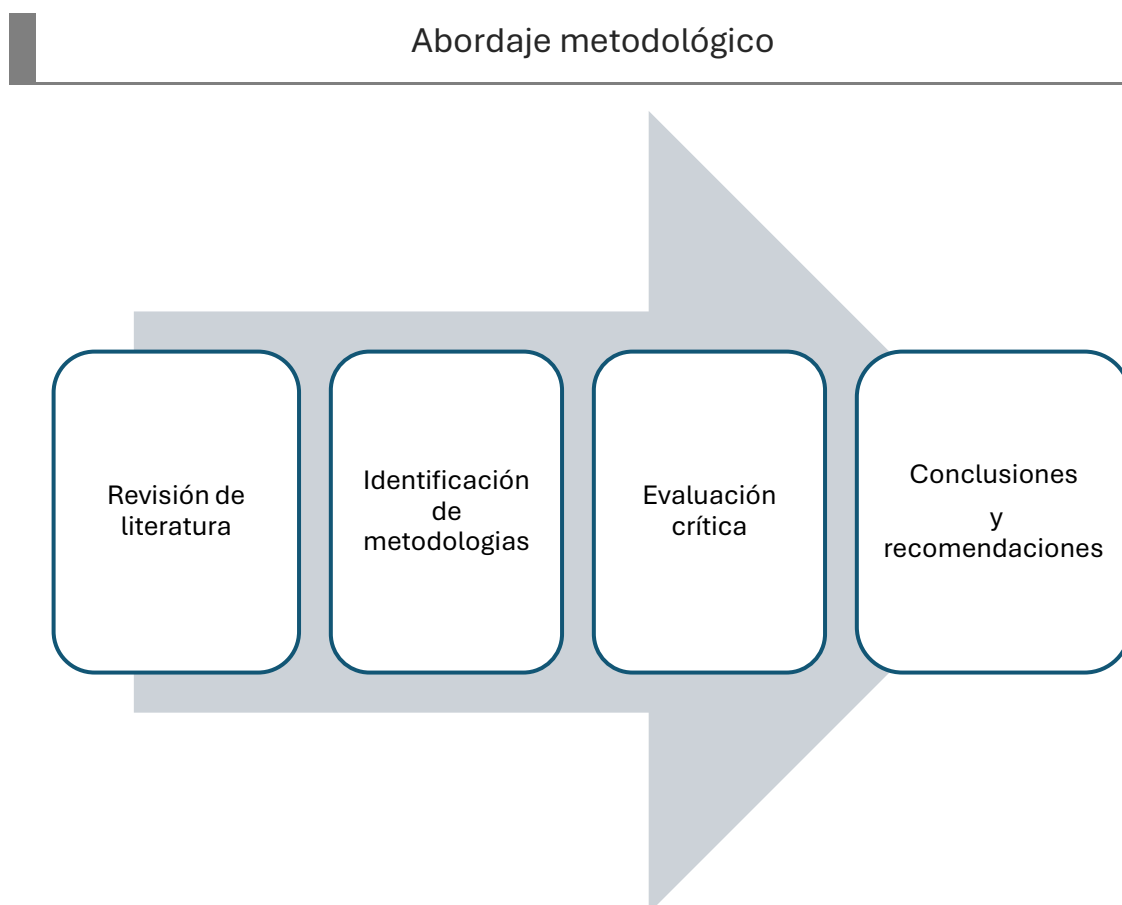 Abordaje metodológico
Revisión de
literatura
Identificación
de
metodologias
Evaluación
crítica
Conclusiones
y
recomendaciones